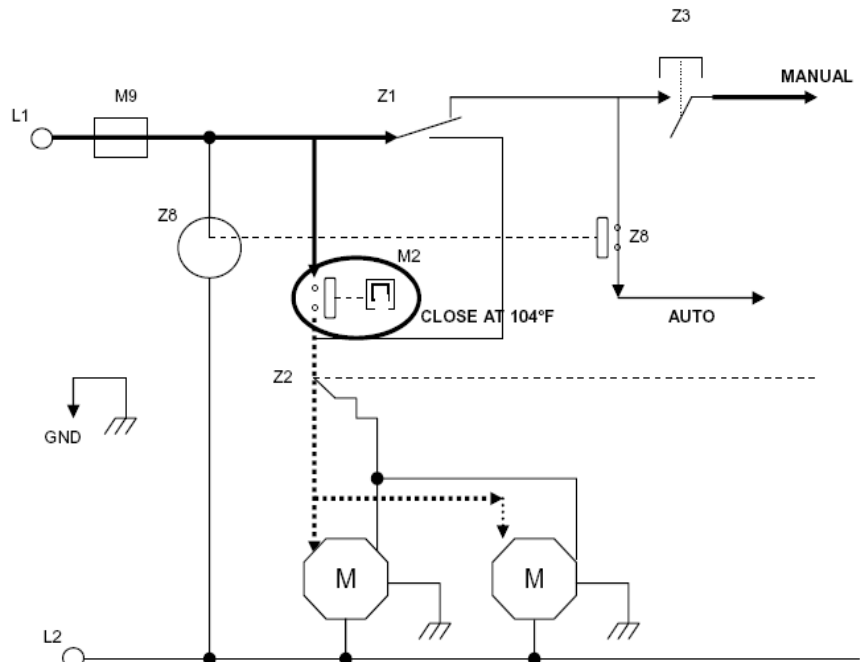 Z3
MANUAL
M9
Z1
L1
Z8
Z8
M2
CLOSE AT 104°F
AUTO
Z2
GND
M
M
L2